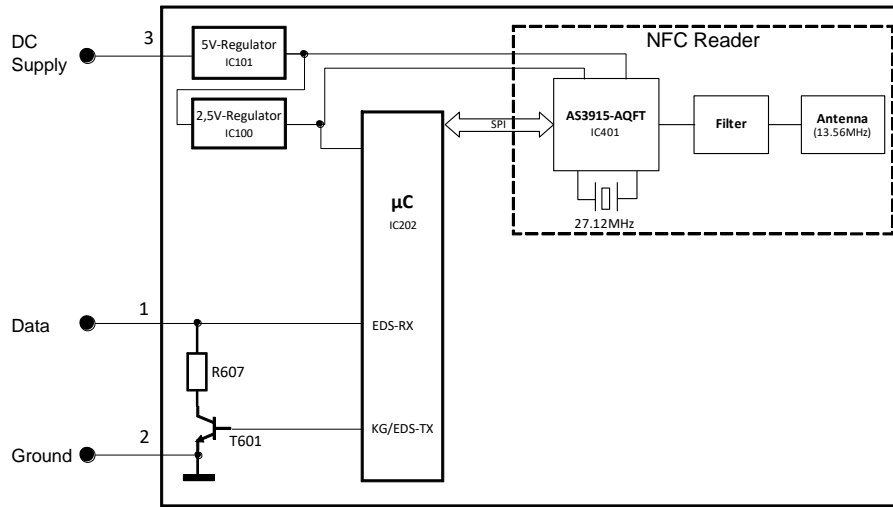 DC
Supply
3
5V-Regulator
IC101
2,5V-Regulator
IC100
NFC Reader
SPI
AS3915-AQFT
IC401
Filter
Antenna
(13.56MHz)
27.12MHz
µC
IC202
Data
1
EDS-RX
R607
KG/EDS-TX
T601
2
Ground